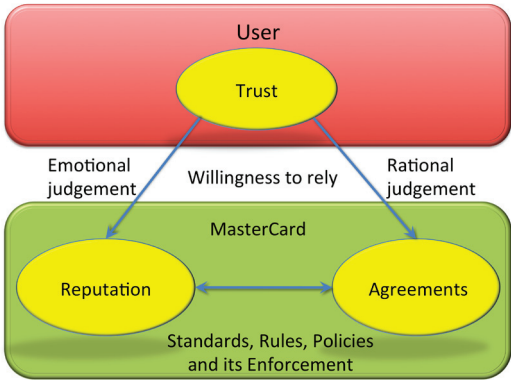 User
Trust
Emotional
judgement
Willingness to rely
Rational
judgement
MasterCard
Reputation
Agreements
Standards, Rules, Policies
and its Enforcement